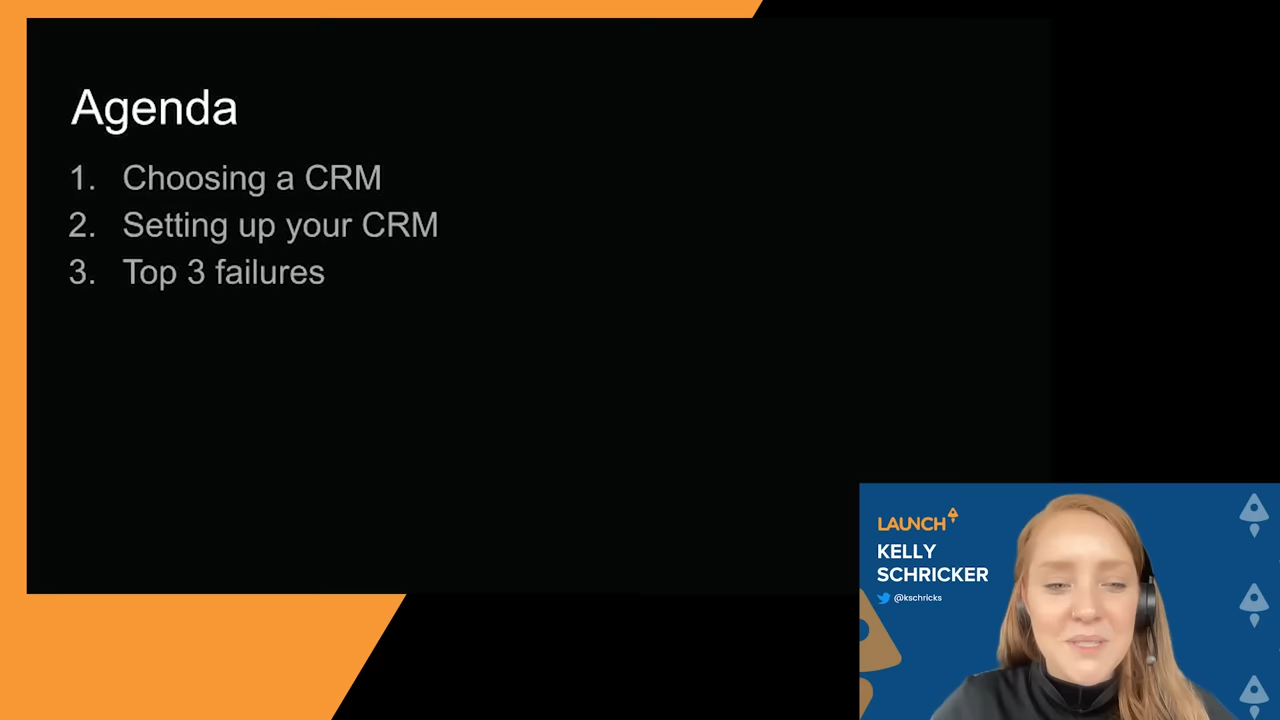 Agenda
1. Choosing a CRM
2. Setting up your CRM
3. Top 3 failures
LAUNCH
KELLY
SCHRICKER
@kschricks